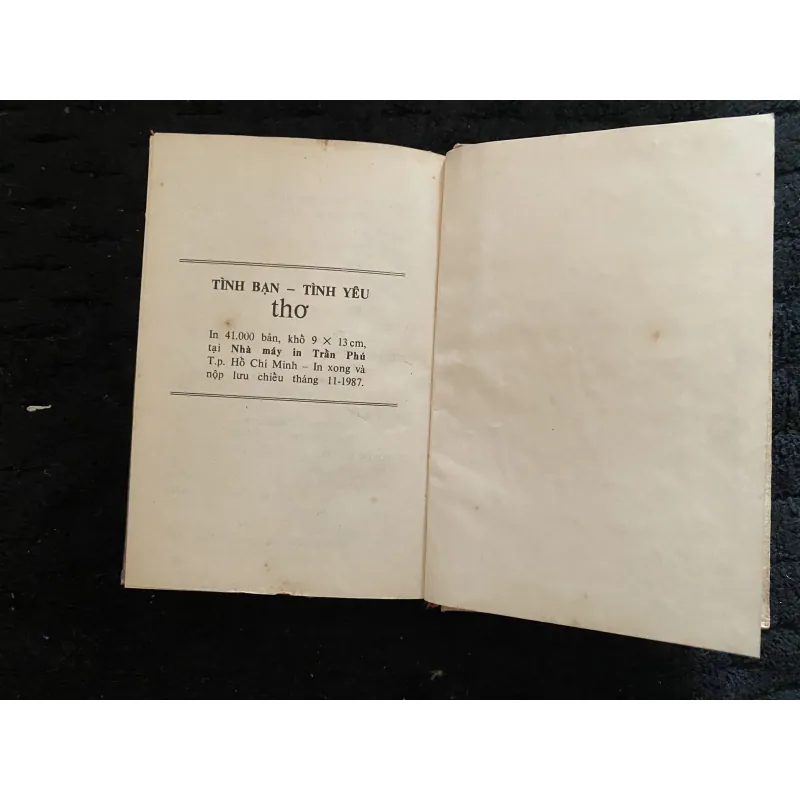 TÌNH BẠN – TÌNH YÊU
thơ
In 41.000 bản, khổ 9 × 13 cm,
tại Nhà máy in Trần Phú
T.p. Hồ Chí Minh – In xong và
nộp lưu chiểu tháng 11-1987.